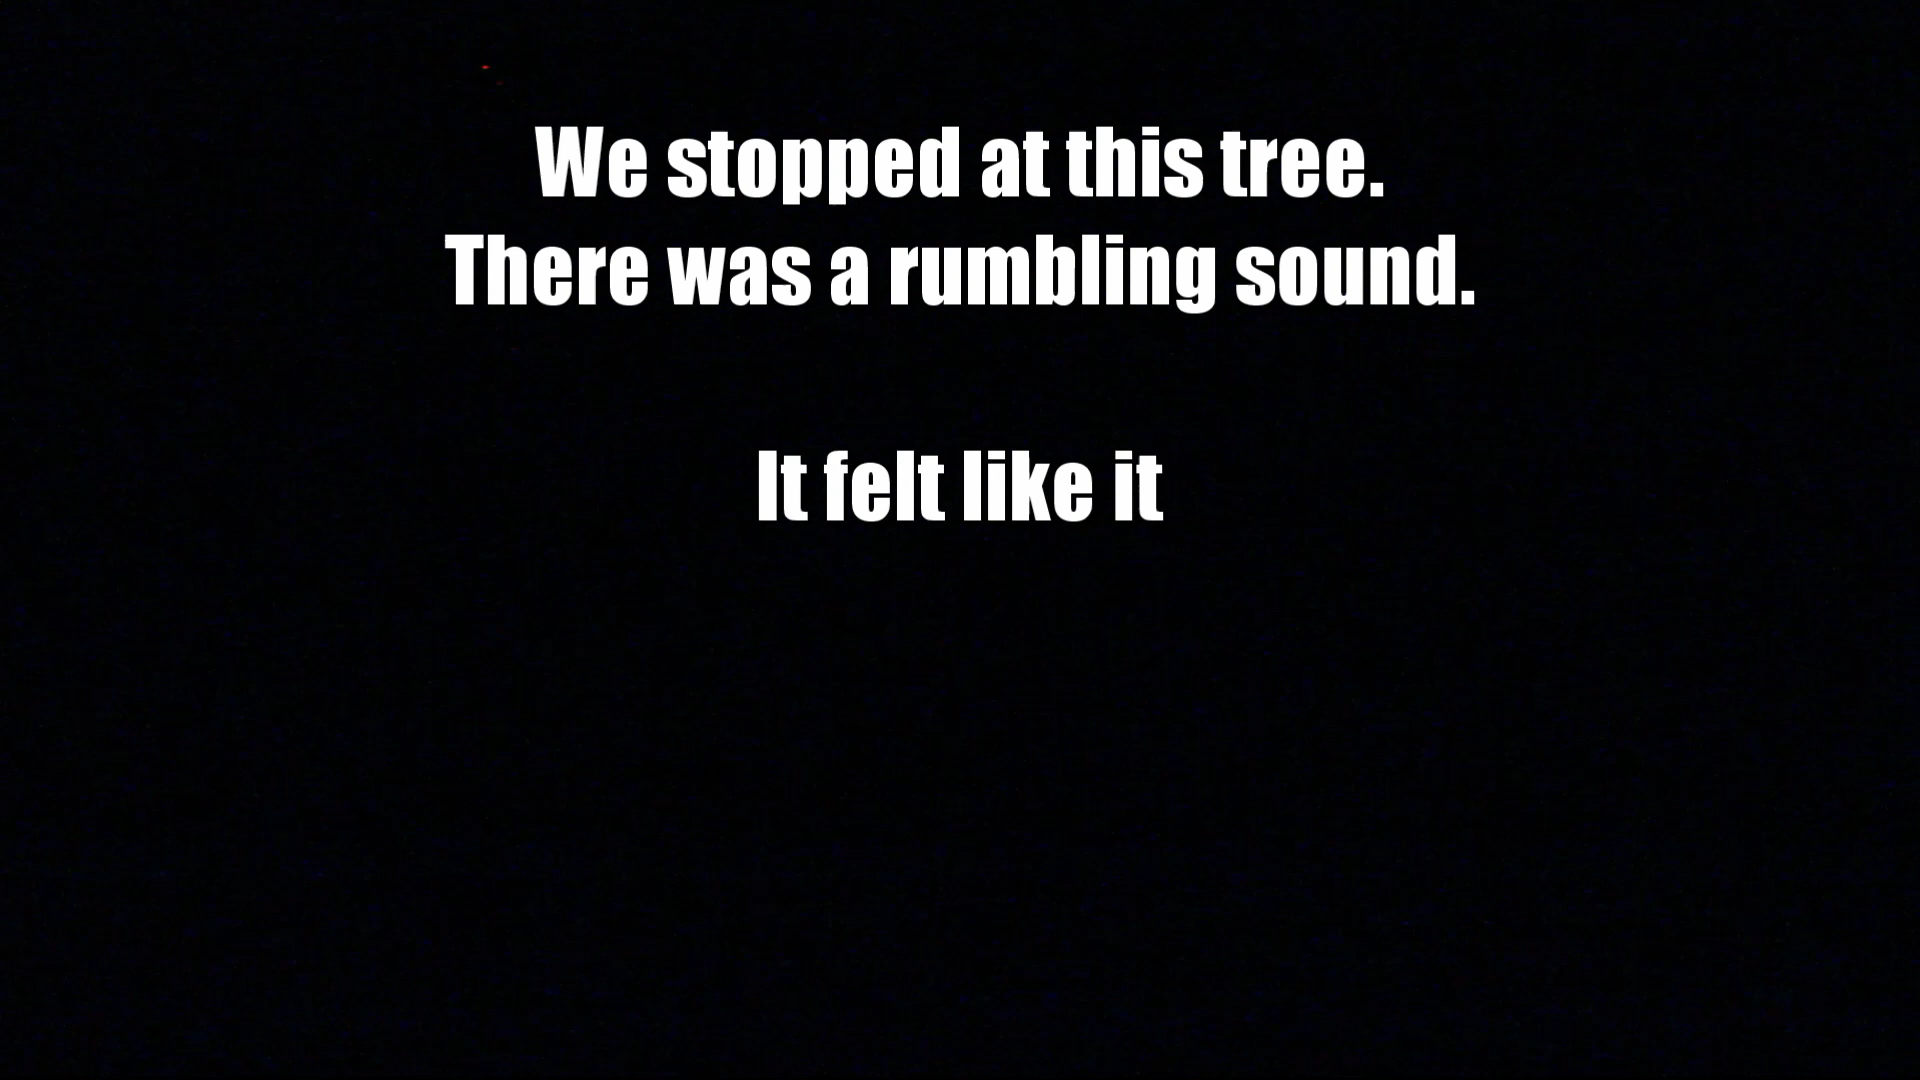 We stopped at this tree.
There was a rumbling sound.
It felt like it